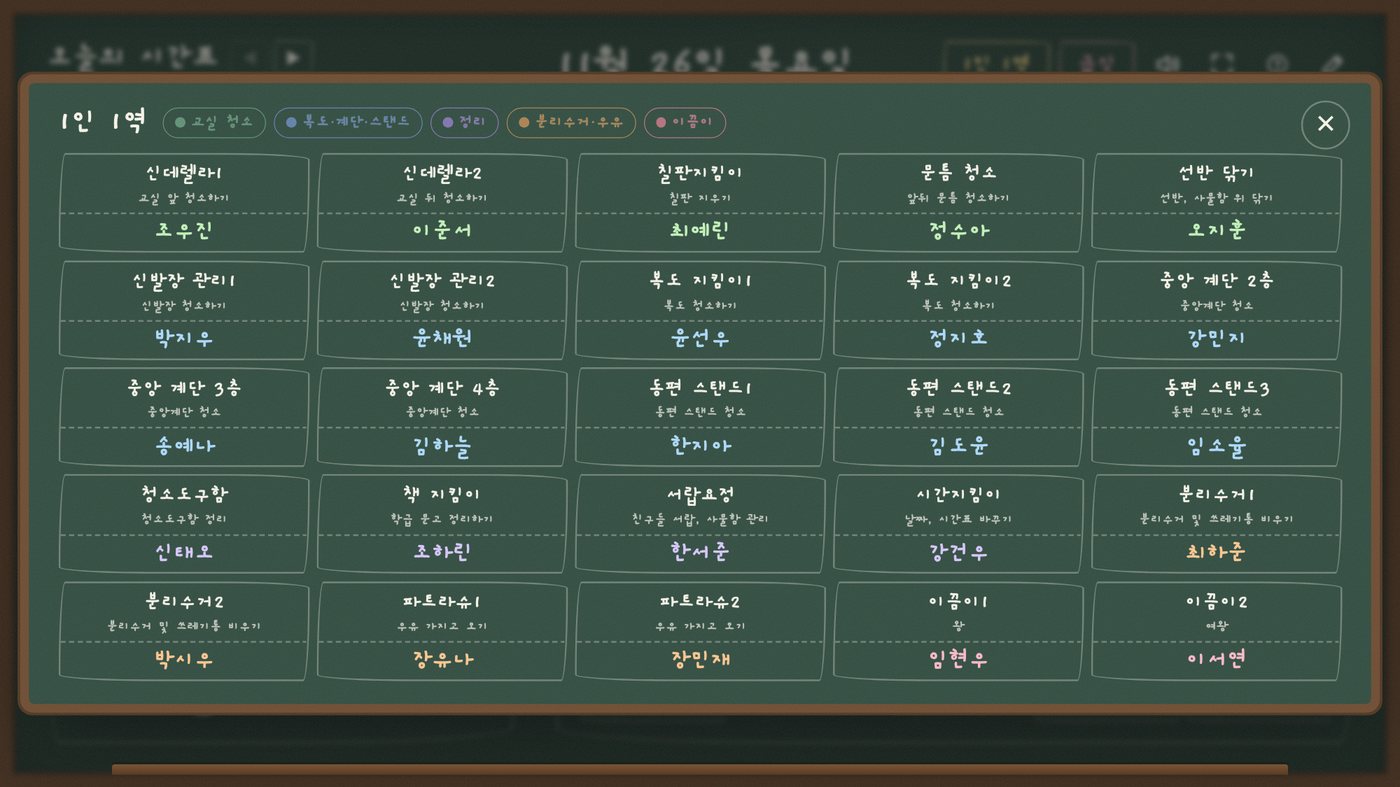 오늘의 시간표 ◀ ▶ 11월 26일 목요일 1인 1역 급식
1인 1역 교실 청소 복도·계단·스탠드 정리 분리수거·우유 이끔이 ✕
신데렐라1 신데렐라2 칠판지킴이 문틈 청소 선반 닦기
교실 앞 청소하기 교실 뒤 청소하기 칠판 지우기 앞뒤 문틈 청소하기 선반, 사물함 위 닦기
조우진 이준서 최예린 정수아 오지훈
신발장 관리1 신발장 관리2 복도 지킴이1 복도 지킴이2 중앙 계단 2층
신발장 청소하기 신발장 청소하기 복도 청소하기 복도 청소하기 중앙계단 청소
박지우 윤채원 윤선우 정지호 강민지
중앙 계단 3층 중앙 계단 4층 동편 스탠드1 동편 스탠드2 동편 스탠드3
중앙계단 청소 중앙계단 청소 동편 스탠드 청소 동편 스탠드 청소 동편 스탠드 청소
송예나 김하늘 한지아 김도윤 임소율
청소도구함 책 지킴이 서랍요정 시간지킴이 분리수거1
청소도구함 정리 학급 문고 정리하기 친구들 서랍, 사물함 관리 날짜, 시간표 바꾸기 분리수거 및 쓰레기통 비우기
신태오 조하린 한서준 강건우 최하준
분리수거2 파트라슈1 파트라슈2 이끔이1 이끔이2
분리수거 및 쓰레기통 비우기 우유 가지고 오기 우유 가지고 오기 왕 여왕
박시우 장유나 장민재 임현우 이서연